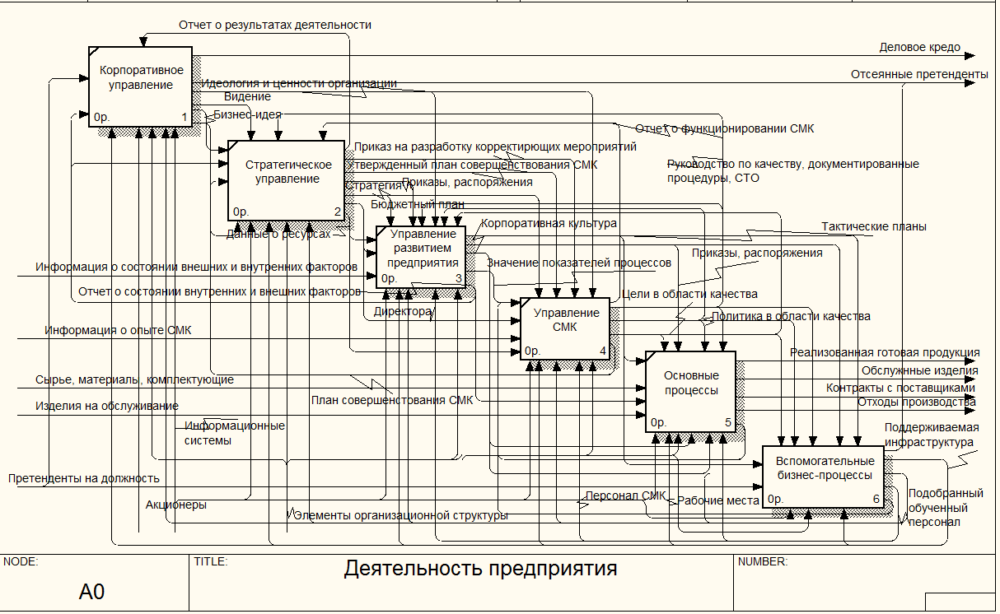 Отчет о результатах деятельности
Деловое кредо
Отсеянные претенденты
Корпоративное
управление
0р. 1
Идеология и ценности организации
Видение
Бизнес-идея
Отчет о функционировании СМК
Приказ на разработку корректирющих мероприятий
Утвержденный план совершенствования СМК
Руководство по качеству, документированные
процедуры, СТО
Стратегическое
управление
0р. 2
Приказы, распоряжения
Стратегия
Бюджетный план
Корпоративная культура
Тактические планы
Данные о ресурсах
Управление
развитием
предприятия
0р. 3
Приказы, распоряжения
Информация о состоянии внешних и внутренних факторов
Значение показателей процессов
Отчет о состоянии внутренних и внешних факторов
Цели в области качества
Директора
Управление
СМК
0р. 4
Политика в области качества
Информация о опыте СМК
Реализованная готовая продукция
Обслужные изделия
Контракты с поставщиками
Отходы производства
Основные
процессы
0р. 5
Сырье, материалы, комплектующие
План совершенстования СМК
Изделия на обслуживание
Информационные
системы
Поддерживаемая
инфраструктура
Вспомогательные
бизнес-процессы
0р. 6
Претенденты на должность
Подобранный
обученный
персонал
Акционеры
Персонал СМК
Рабочие места
Элементы организационной структуры
NODE:
TITLE:
NUMBER:
A0
Деятельность предприятия